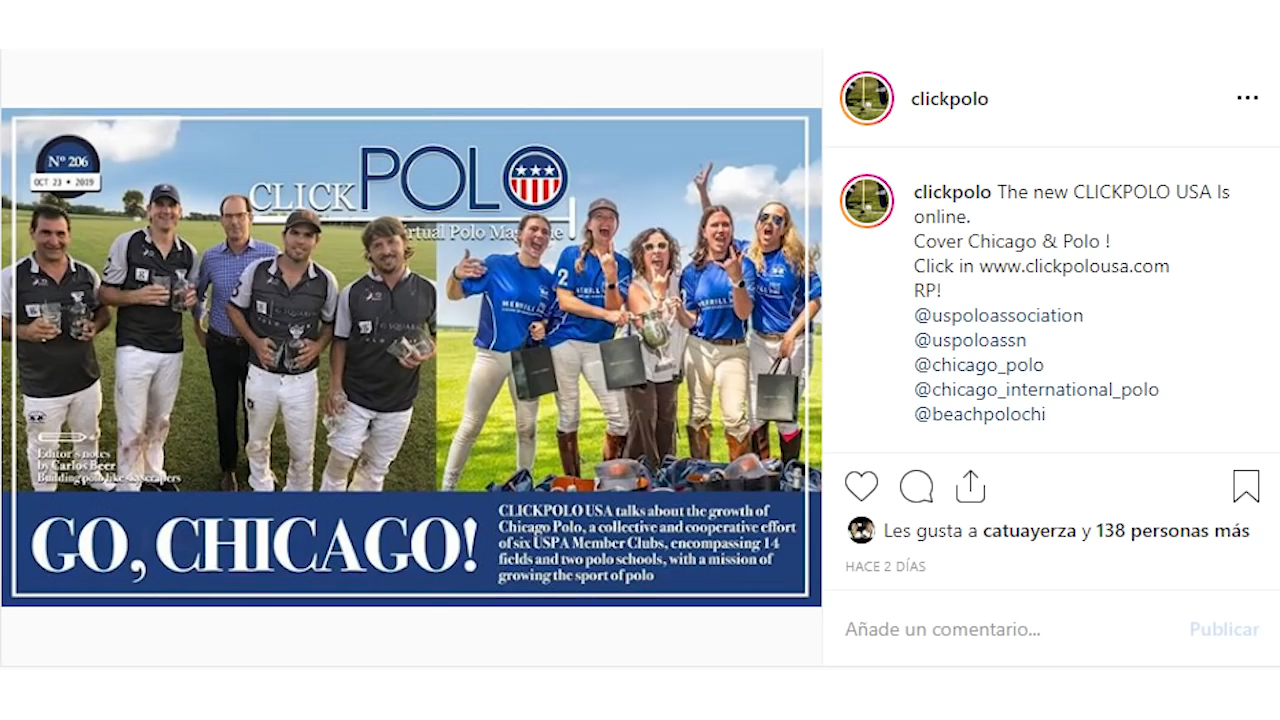 Nº 206
OCT 23 • 2019
CLICKPOLO
Virtual Polo Magazine
2
Editor's notes
by Carlos Beer
Building polo like skyscrapers
GO, CHICAGO!
CLICKPOLO USA talks about the growth of
Chicago Polo, a collective and cooperative effort
of six USPA Member Clubs, encompassing 14
fields and two polo schools, with a mission of
growing the sport of polo
clickpolo
clickpolo The new CLICKPOLO USA Is
online.
Cover Chicago & Polo !
Click in www.clickpolousa.com
RP!
@uspoloassociation
@uspoloassn
@chicago_polo
@chicago_international_polo
@beachpolochi
Les gusta a catuayerza y 138 personas más
HACE 2 DÍAS
Añade un comentario...
Publicar